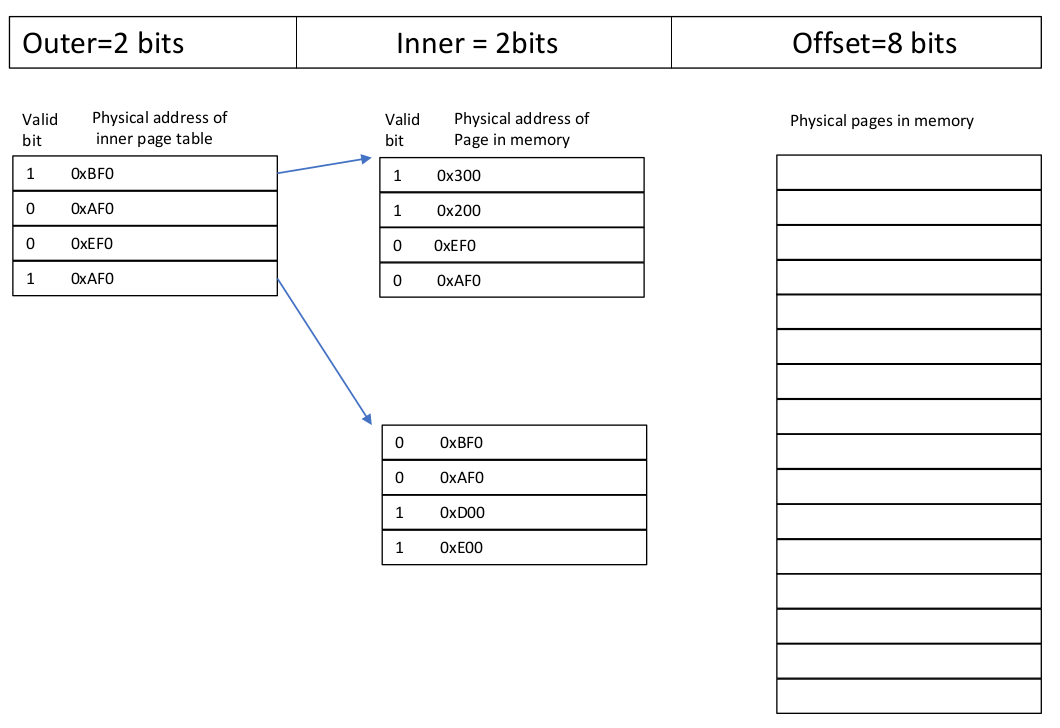 Outer=2 bits
Inner = 2bits
Offset=8 bits
Valid
bit
Physical address of
inner page table
1 0xBF0
0 0xAF0
0 0xEF0
1 0xAF0
Valid
bit
Physical address of
Page in memory
1 0x300
1 0x200
0 0xEF0
0 0xAF0
0 0xBF0
0 0xAF0
1 0xD00
1 0xE00
Physical pages in memory